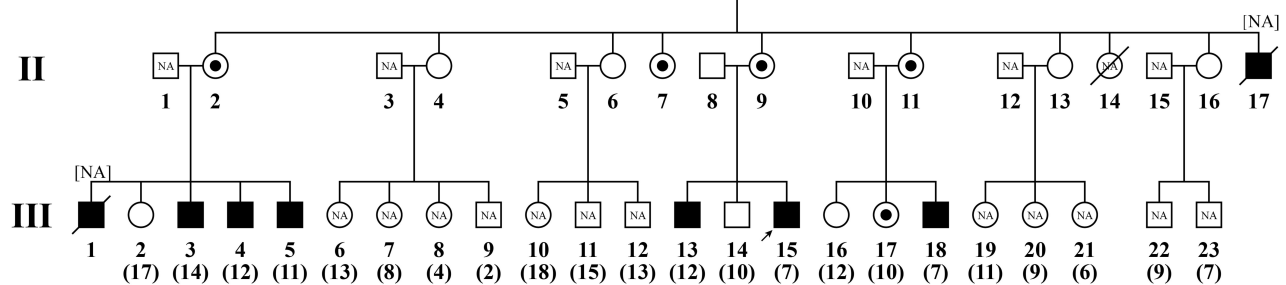 [NA]
II
NA NA NA NA NA NA NA
1 2 3 4 5 6 7 8 9 10 11 12 13 14 15 16 17
[NA]
III
NA NA NA NA NA NA NA NA NA NA NA NA
1 2 3 4 5 6 7 8 9 10 11 12 13 14 15 16 17 18 19 20 21 22 23
(17) (14) (12) (11) (13) (8) (4) (2) (18) (15) (13) (12) (10) (7) (12) (10) (7) (11) (9) (6) (9) (7)